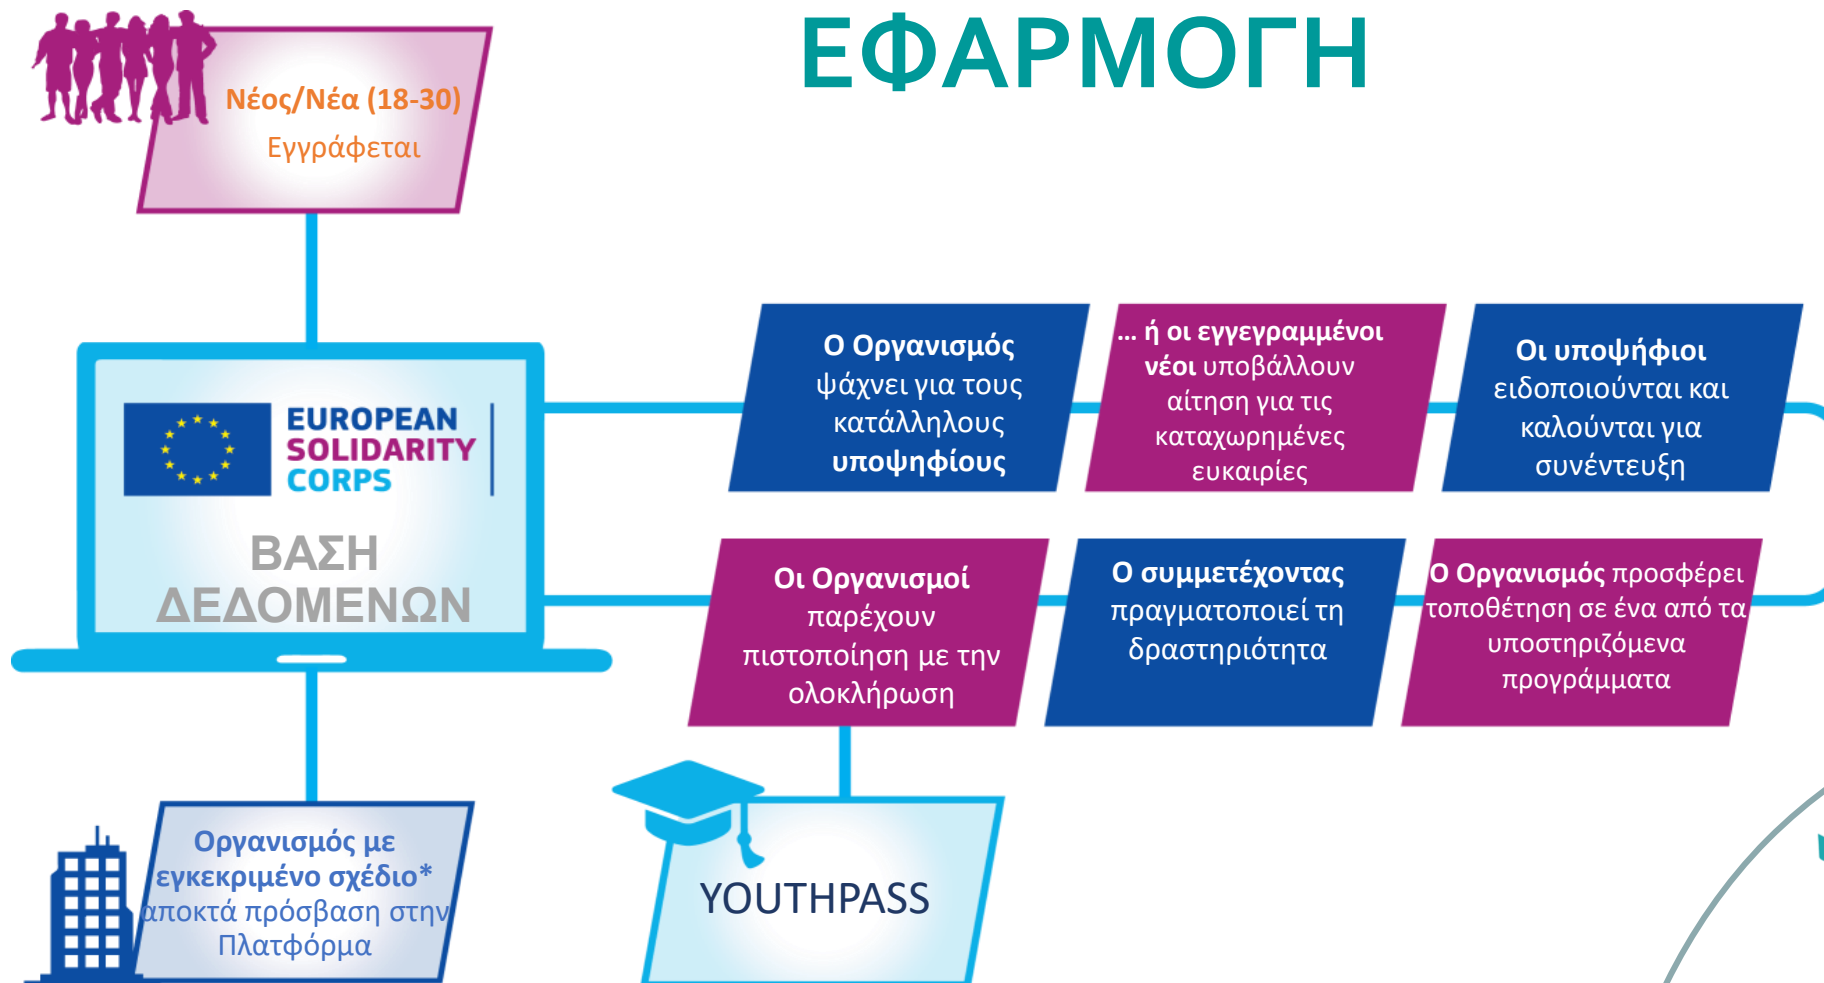 ΕΦΑΡΜΟΓΗ
Νέος/Νέα (18-30)
Εγγράφεται
EUROPEAN
SOLIDARITY
CORPS
ΒΑΣΗ
ΔΕΔΟΜΕΝΩΝ
Οργανισμός με
εγκεκριμένο σχέδιο*
αποκτά πρόσβαση στην
Πλατφόρμα
Ο Οργανισμός
ψάχνει για τους
κατάλληλους
υποψηφίους
... ή οι εγγεγραμμένοι
νέοι υποβάλλουν
αίτηση για τις
καταχωρημένες
ευκαιρίες
Οι υποψήφιοι
ειδοποιούνται και
καλούνται για
συνέντευξη
Ο Οργανισμός προσφέρει
τοποθέτηση σε ένα από τα
υποστηριζόμενα
προγράμματα
Ο συμμετέχοντας
πραγματοποιεί τη
δραστηριότητα
Οι Οργανισμοί
παρέχουν
πιστοποίηση με την
ολοκλήρωση
YOUTHPASS